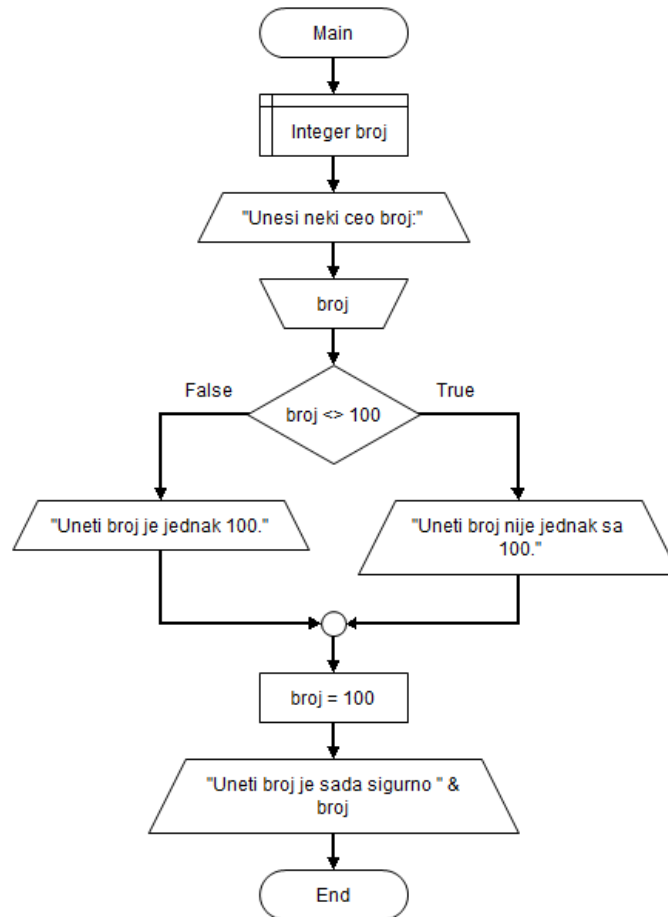 Main
Integer broj
"Unesi neki ceo broj:"
broj
False
True
broj <> 100
"Uneti broj je jednak 100."
"Uneti broj nije jednak sa
100."
broj = 100
"Uneti broj je sada sigurno " &
broj
End